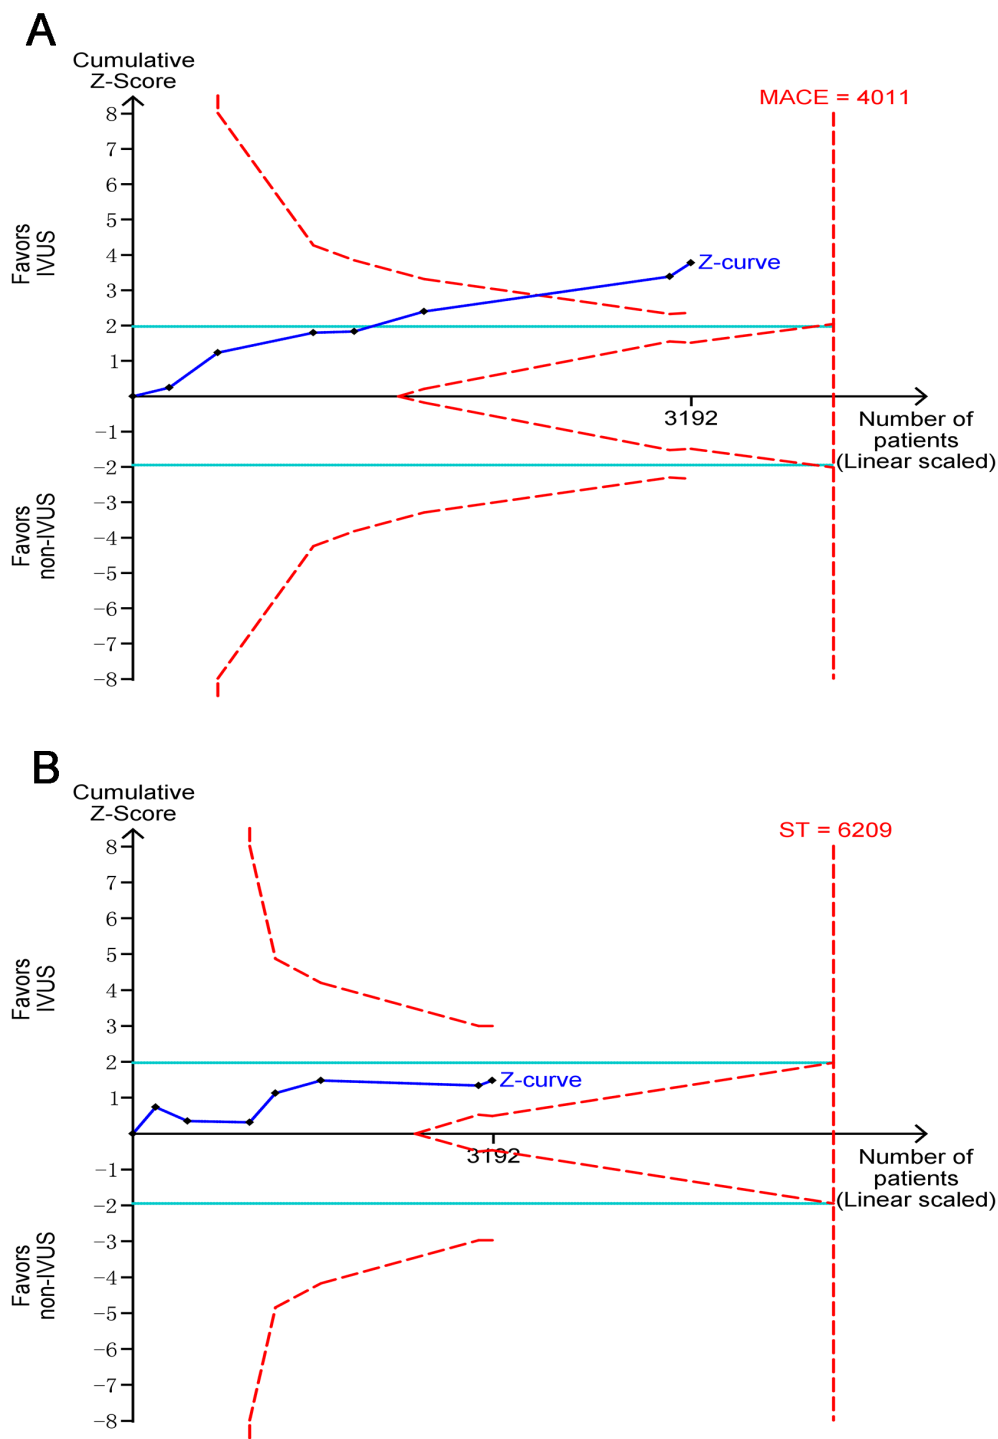 A
Cumulative
Z-Score
MACE = 4011
8
7
6
5
4
3
2
1
Favors
IVUS
Z-curve
3192
Number of
patients
(Linear scaled)
−1
−2
−3
−4
−5
−6
−7
−8
Favors
non-IVUS
B
Cumulative
Z-Score
ST = 6209
8
7
6
5
4
3
2
1
Favors
IVUS
Z-curve
3192
Number of
patients
(Linear scaled)
−1
−2
−3
−4
−5
−6
−7
−8
Favors
non-IVUS